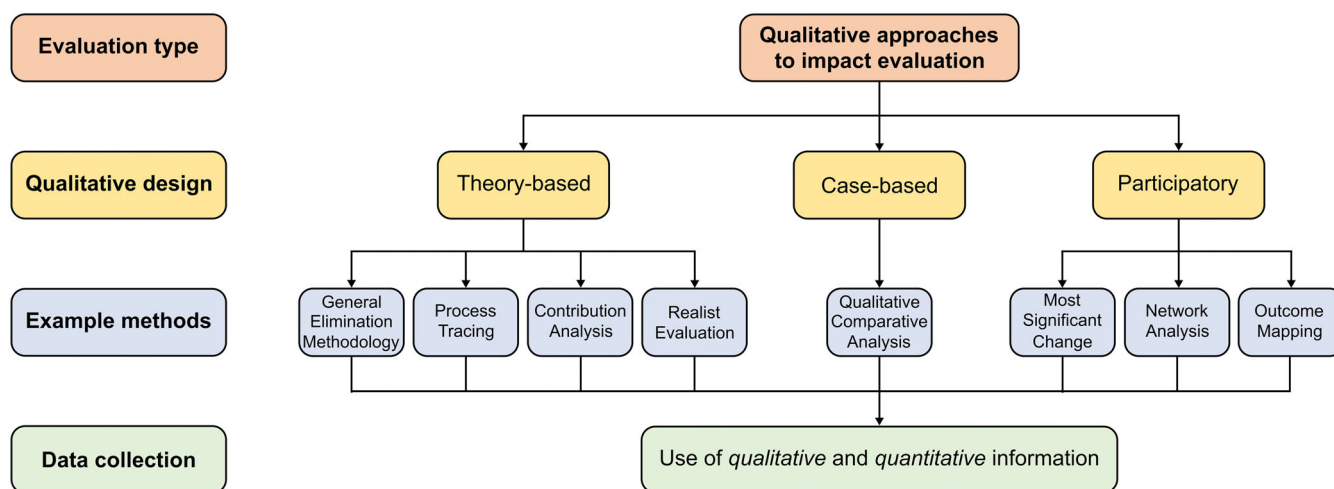 Evaluation type
Qualitative approaches
to impact evaluation
Qualitative design
Theory-based
Case-based
Participatory
Example methods
General
Elimination
Methodology
Process
Tracing
Contribution
Analysis
Realist
Evaluation
Qualitative
Comparative
Analysis
Most
Significant
Change
Network
Analysis
Outcome
Mapping
Data collection
Use of qualitative and quantitative information